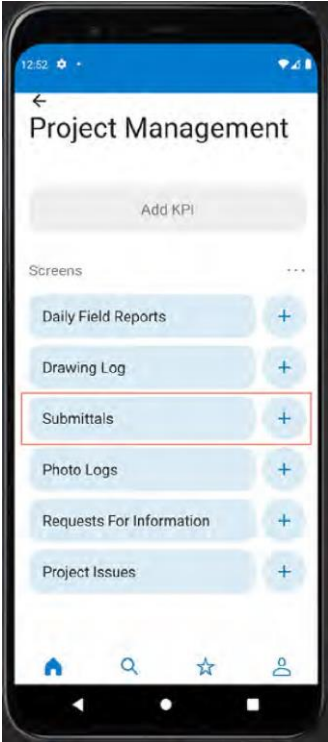 12:52
Project Management
Add KPI
Screens
Daily Field Reports
Drawing Log
Submittals
Photo Logs
Requests For Information
Project Issues